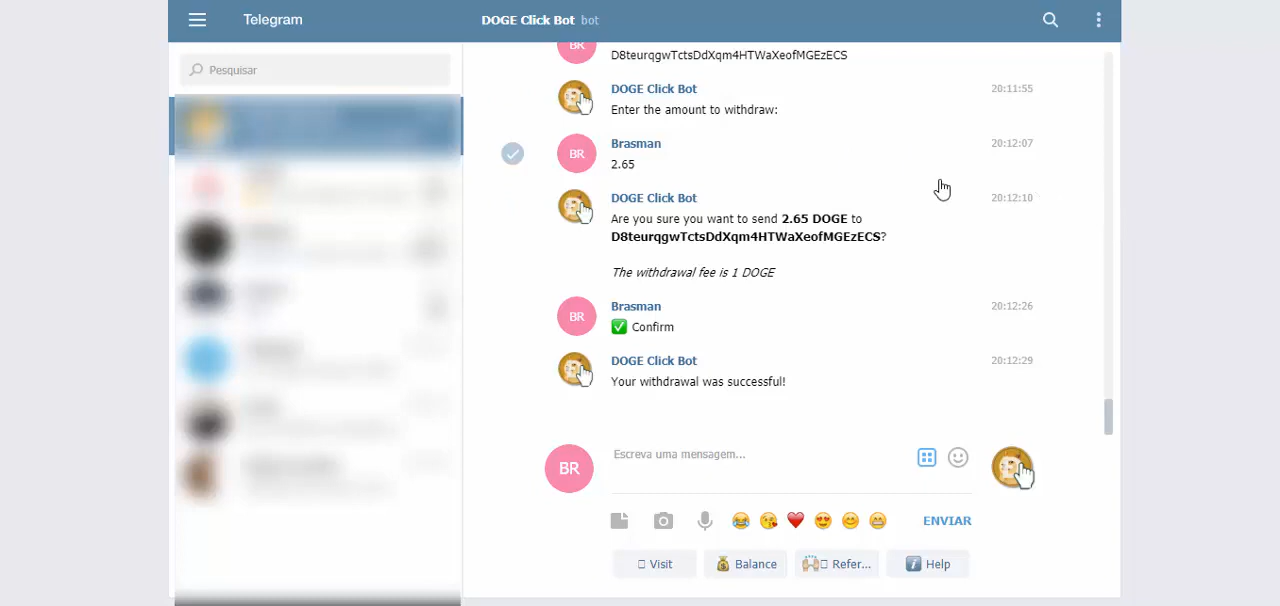 Telegram
DOGE Click Bot bot
Pesquisar
BR
D8teurqgwTctsDdXqm4HTWaXeofMGEzECS
DOGE Click Bot 20:11:55
Enter the amount to withdraw:
BR
Brasman 20:12:07
2.65
DOGE Click Bot 20:12:10
Are you sure you want to send 2.65 DOGE to
D8teurqgwTctsDdXqm4HTWaXeofMGEzECS?
The withdrawal fee is 1 DOGE
BR
Brasman 20:12:26
✅ Confirm
DOGE Click Bot 20:12:29
Your withdrawal was successful!
BR
Escreva uma mensagem...
ENVIAR
Visit
Balance
Refer...
Help